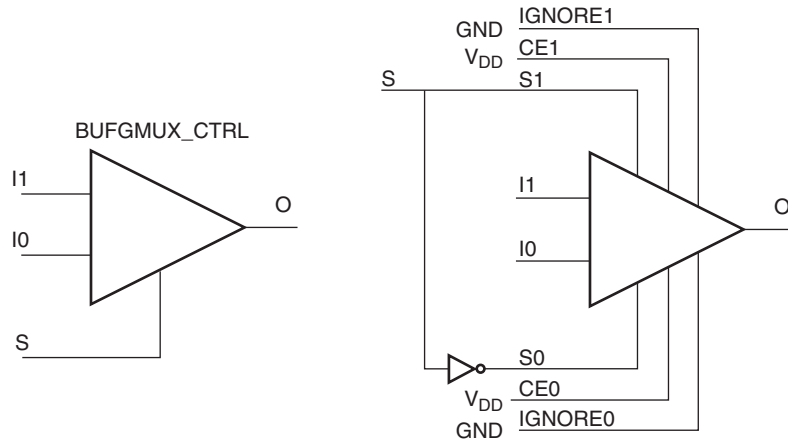 BUFGMUX_CTRL
I1
I0
O
S
GND IGNORE1
VDD CE1
S S1
I1
I0
O
S0
VDD CE0
GND IGNORE0